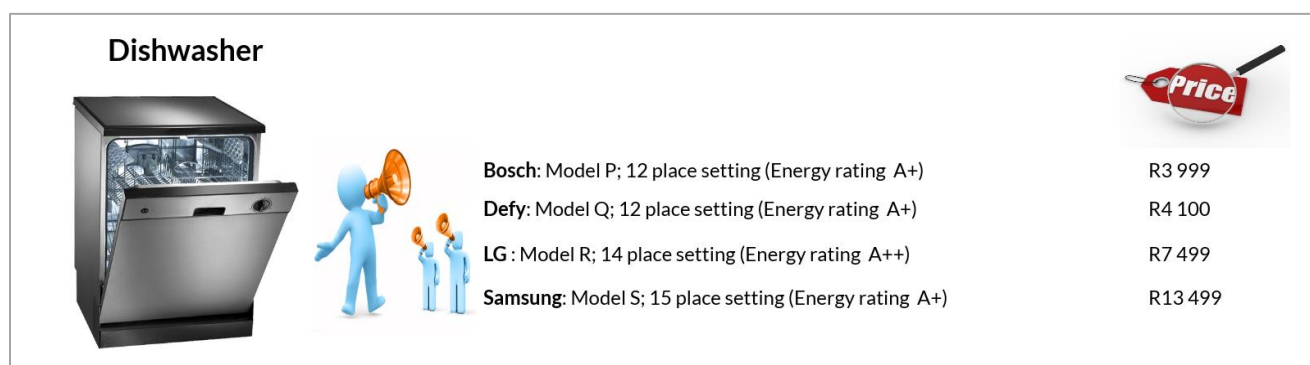 Dishwasher
Price
Bosch: Model P; 12 place setting (Energy rating A+) R3 999
Defy: Model Q; 12 place setting (Energy rating A+) R4 100
LG : Model R; 14 place setting (Energy rating A++) R7 499
Samsung: Model S; 15 place setting (Energy rating A+) R13 499